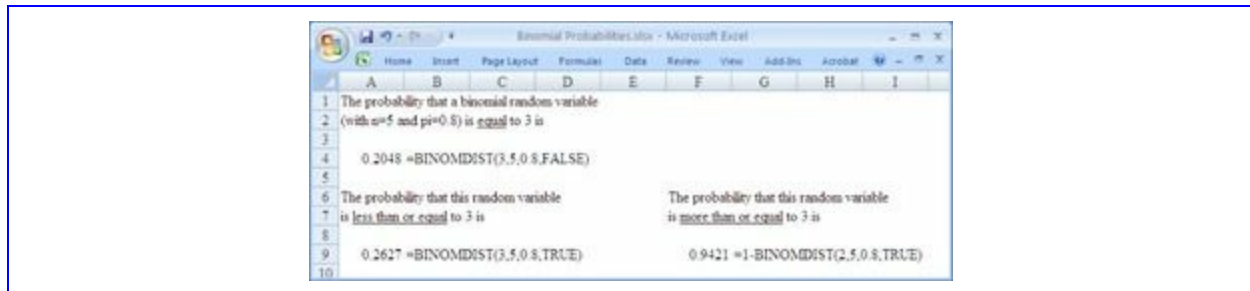 Binomial Probabilities.xlsx - Microsoft Excel
Home Insert Page Layout Formulas Data Review View Add-Ins Acrobat
A B C D E F G H I
1 The probability that a binomial random variable
2 (with n=5 and pi=0.8) is equal to 3 is
3
4 0.2048 =BINOMDIST(3,5,0.8,FALSE)
5
6 The probability that this random variable The probability that this random variable
7 is less than or equal to 3 is is more than or equal to 3 is
8
9 0.2627 =BINOMDIST(3,5,0.8,TRUE) 0.9421 =1-BINOMDIST(2,5,0.8,TRUE)
10